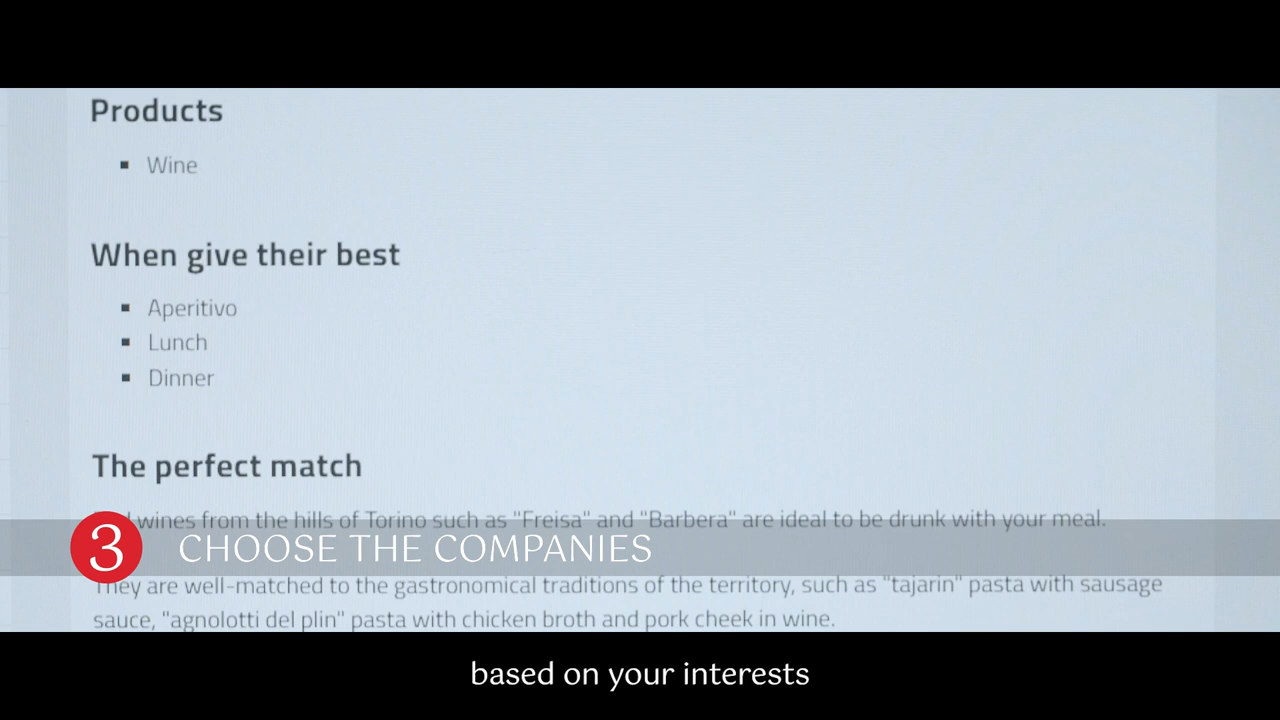 Products
▪ Wine
When give their best
▪ Aperitivo
▪ Lunch
▪ Dinner
The perfect match
wines from the hills of Torino such as "Freisa" and "Barbera" are ideal to be drunk with your meal.
3 CHOOSE THE COMPANIES
They are well-matched to the gastronomical traditions of the territory, such as "tajarin" pasta with sausage
sauce, "agnolotti del plin" pasta with chicken broth and pork cheek in wine.
based on your interests